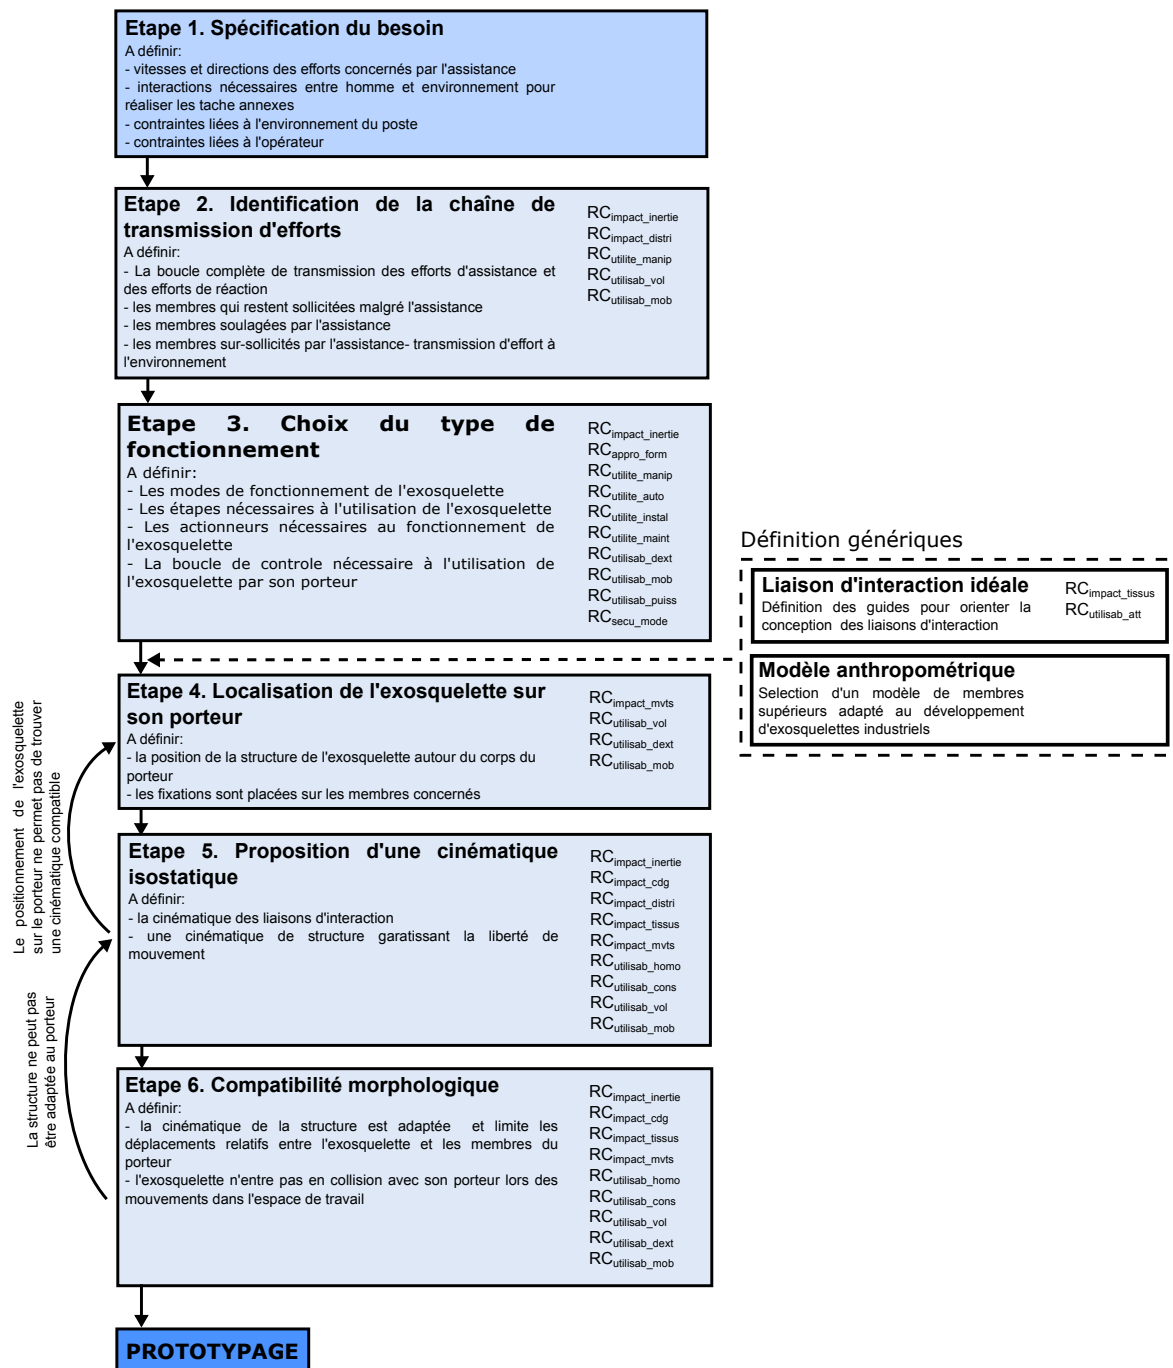 Etape 1. Spécification du besoin
A définir:
- vitesses et directions des efforts concernés par l'assistance
- interactions nécessaires entre homme et environnement pour
réaliser les tache annexes
- contraintes liées à l'environnement du poste
- contraintes liées à l'opérateur
Etape 2. Identification de la chaîne de
transmission d'efforts
A définir:
- La boucle complète de transmission des efforts d'assistance et
des efforts de réaction
- les membres qui restent sollicitées malgré l'assistance
- les membres soulagées par l'assistance
- les membres sur-sollicités par l'assistance- transmission d'effort à
l'environnement
RCimpact_inertie
RCimpact_distri
RCutilite_manip
RCutilisab_vol
RCutilisab_mob
Etape 3. Choix du type de
fonctionnement
A définir:
- Les modes de fonctionnement de l'exosquelette
- Les étapes nécessaires à l'utilisation de l'exosquelette
- Les actionneurs nécessaires au fonctionnement de
l'exosquelette
- La boucle de controle nécessaire à l'utilisation de
l'exosquelette par son porteur
RCimpact_inertie
RCappro_form
RCutilite_manip
RCutilite_auto
RCutilite_instal
RCutilite_maint
RCutilisab_dext
RCutilisab_mob
RCutilisab_puiss
RCsecu_mode
Définition génériques
Liaison d'interaction idéale
Définition des guides pour orienter la
conception des liaisons d'interaction
RCimpact_tissus
RCutilisab_att
Modèle anthropométrique
Selection d'un modèle de membres
supérieurs adapté au développement
d'exosquelettes industriels
Etape 4. Localisation de l'exosquelette sur
son porteur
A définir:
- la position de la structure de l'exosquelette autour du corps du
porteur
- les fixations sont placées sur les membres concernés
RCimpact_mvts
RCutilisab_vol
RCutilisab_dext
RCutilisab_mob
Le positionnement de l'exosquelette
sur le porteur ne permet pas de trouver
une cinématique compatible
Etape 5. Proposition d'une cinématique
isostatique
A définir:
- la cinématique des liaisons d'interaction
- une cinématique de structure garatissant la liberté de
mouvement
RCimpact_inertie
RCimpact_cdg
RCimpact_distri
RCimpact_tissus
RCimpact_mvts
RCutilisab_homo
RCutilisab_cons
RCutilisab_vol
RCutilisab_mob
La structure ne peut pas
être adaptée au porteur
Etape 6. Compatibilité morphologique
A définir:
- la cinématique de la structure est adaptée et limite les
déplacements relatifs entre l'exosquelette et les membres du
porteur
- l'exosquelette n'entre pas en collision avec son porteur lors des
mouvements dans l'espace de travail
RCimpact_inertie
RCimpact_cdg
RCimpact_tissus
RCimpact_mvts
RCutilisab_homo
RCutilisab_cons
RCutilisab_vol
RCutilisab_dext
RCutilisab_mob
PROTOTYPAGE